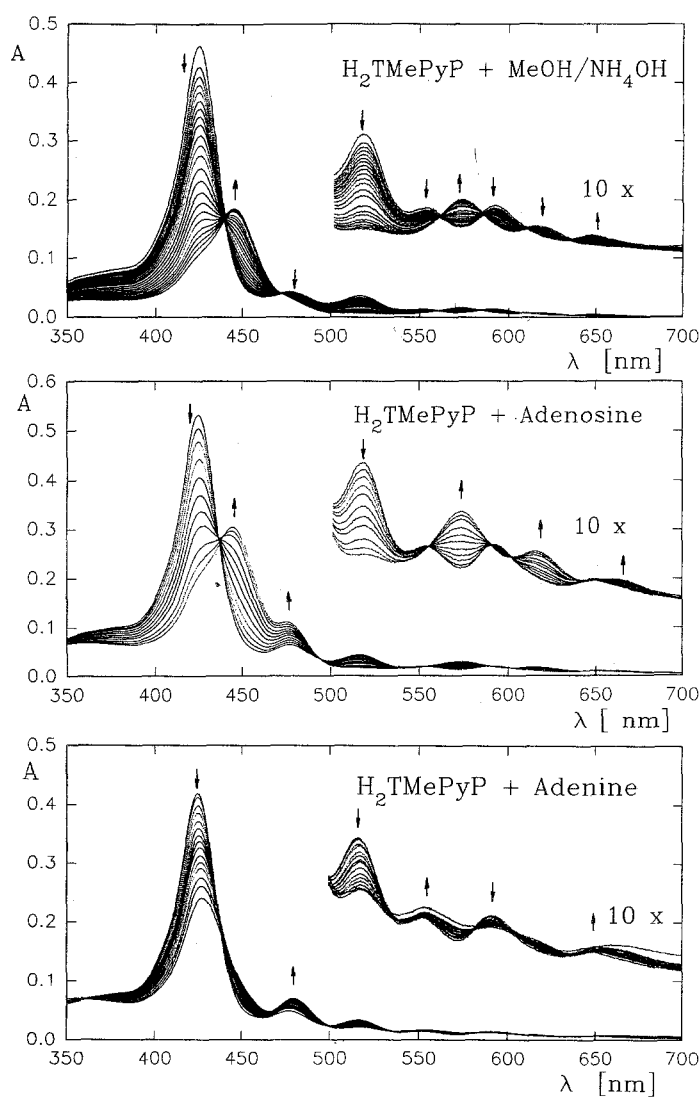 0.5
A
H₂TMePyP + MeOH/NH₄OH
0.4
0.3
0.2
10 x
0.1
0.0
350 400 450 500 550 600 650 700
λ [nm]
0.6
A
H₂TMePyP + Adenosine
0.5
0.4
0.3
10 x
0.2
0.1
0.0
350 400 450 500 550 600 650 700
λ [ nm]
0.5
A
H₂TMePyP + Adenine
0.4
0.3
0.2
10 x
0.1
0.0
350 400 450 500 550 600 650 700
λ [nm]